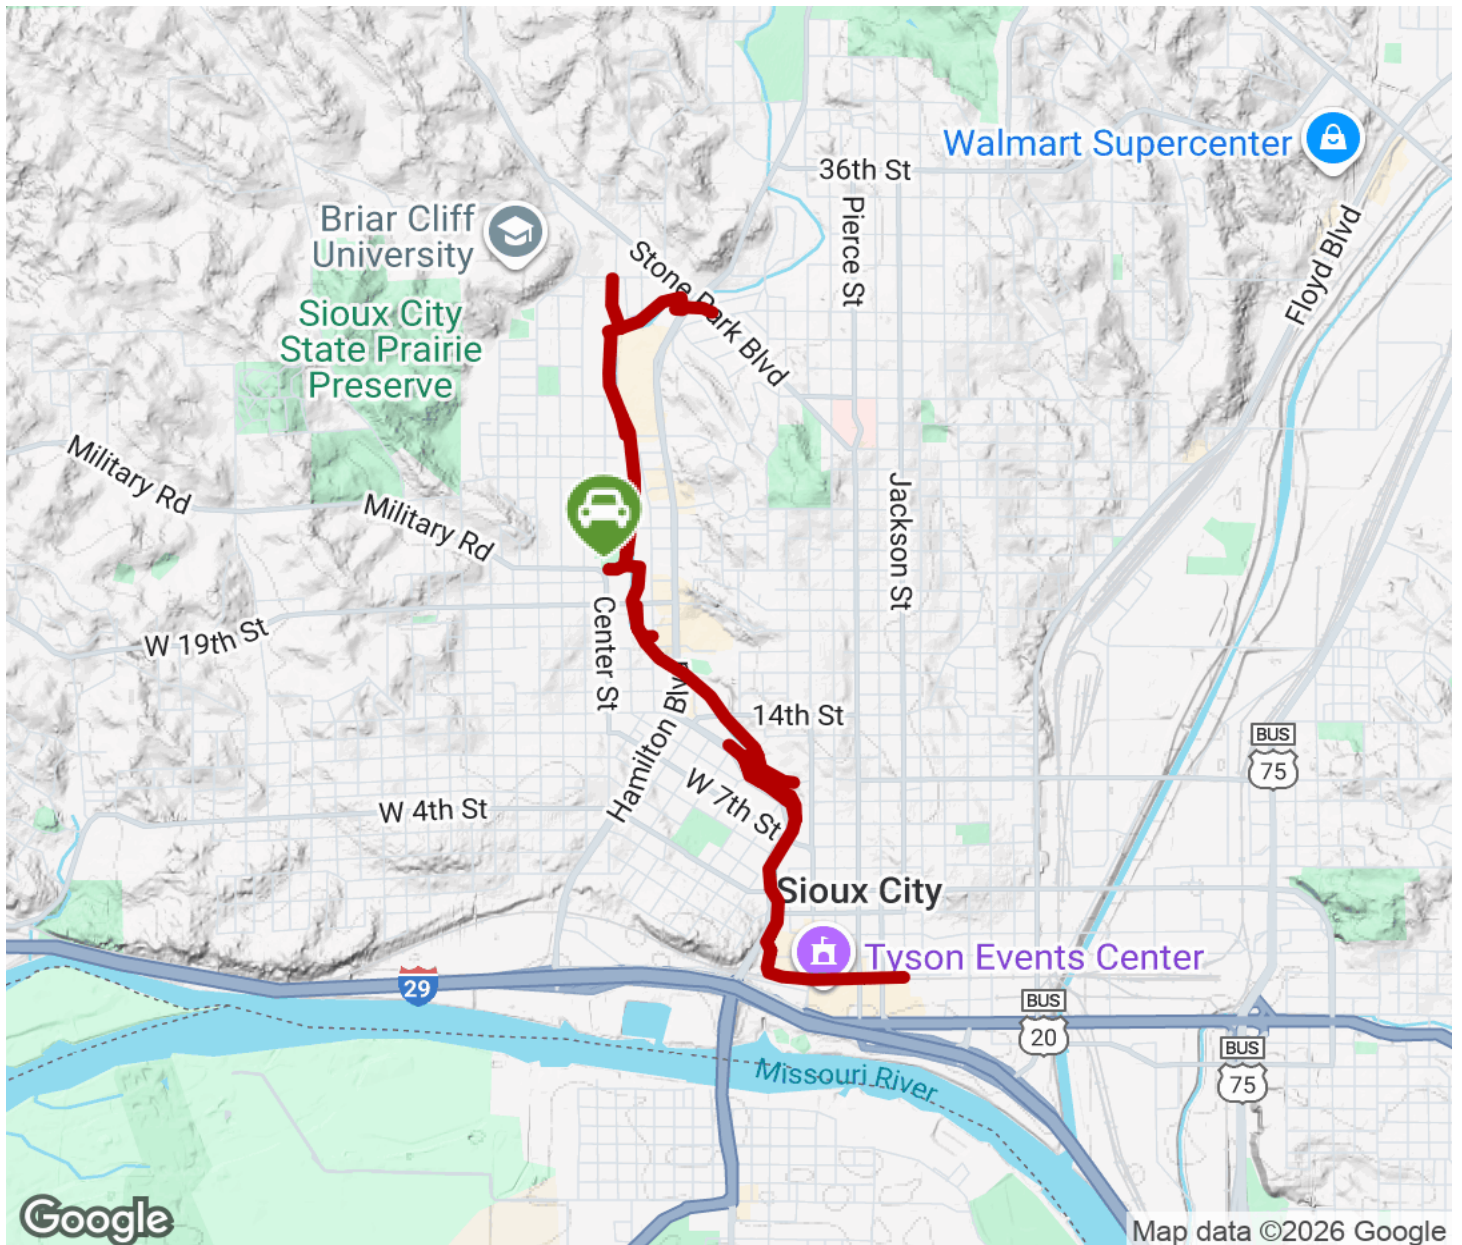 Walmart Supercenter
36th St
Pierce St
Floyd Blvd
Briar Cliff
University
Stone Park Blvd
Sioux City
State Prairie
Preserve
Military Rd
Military Rd
Jackson St
Center St
W 19th St
Hamilton Blvd
14th St
BUS
75
W 7th St
W 4th St
Sioux City
Tyson Events Center
29
BUS
20
BUS
75
Missouri River
Google
Map data ©2026 Google